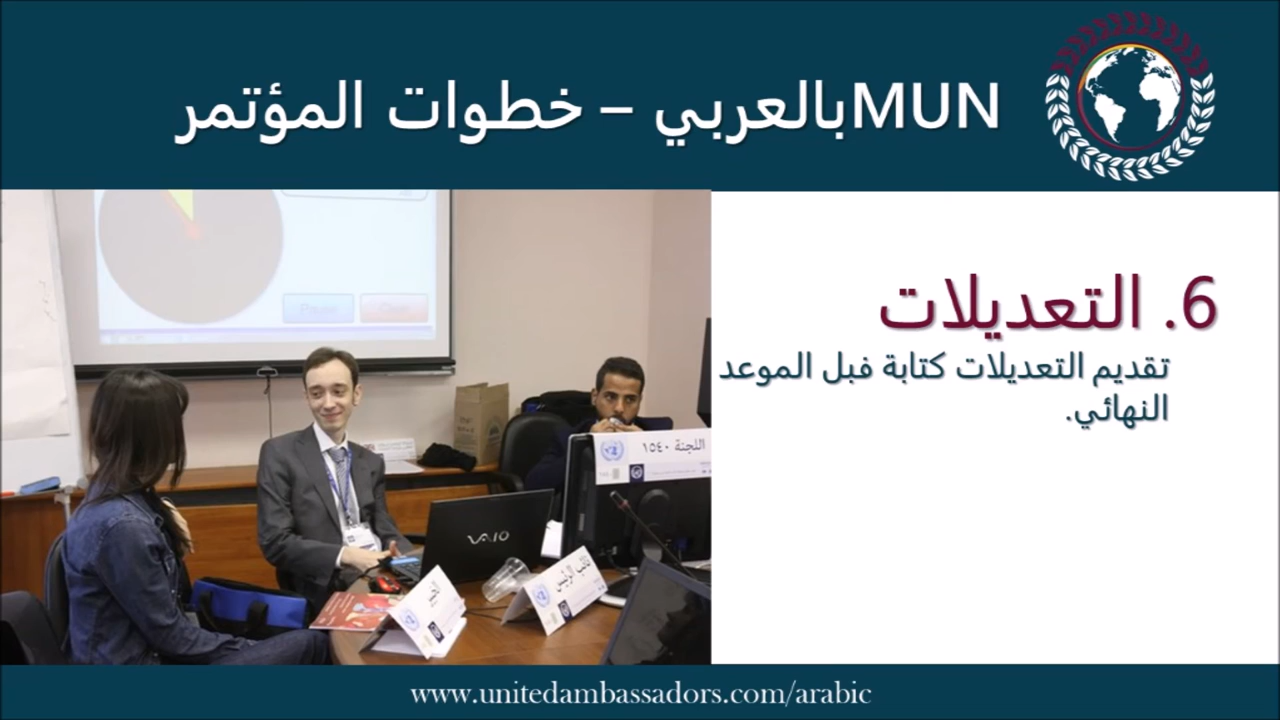 MUNبالعربي – خطوات المؤتمر
6. التعديلات
تقديم التعديلات كتابة فبل الموعد
النهائي.
اللجنة ١٥٤٠
VAIO
نائب الرئيس
www.unitedambassadors.com/arabic